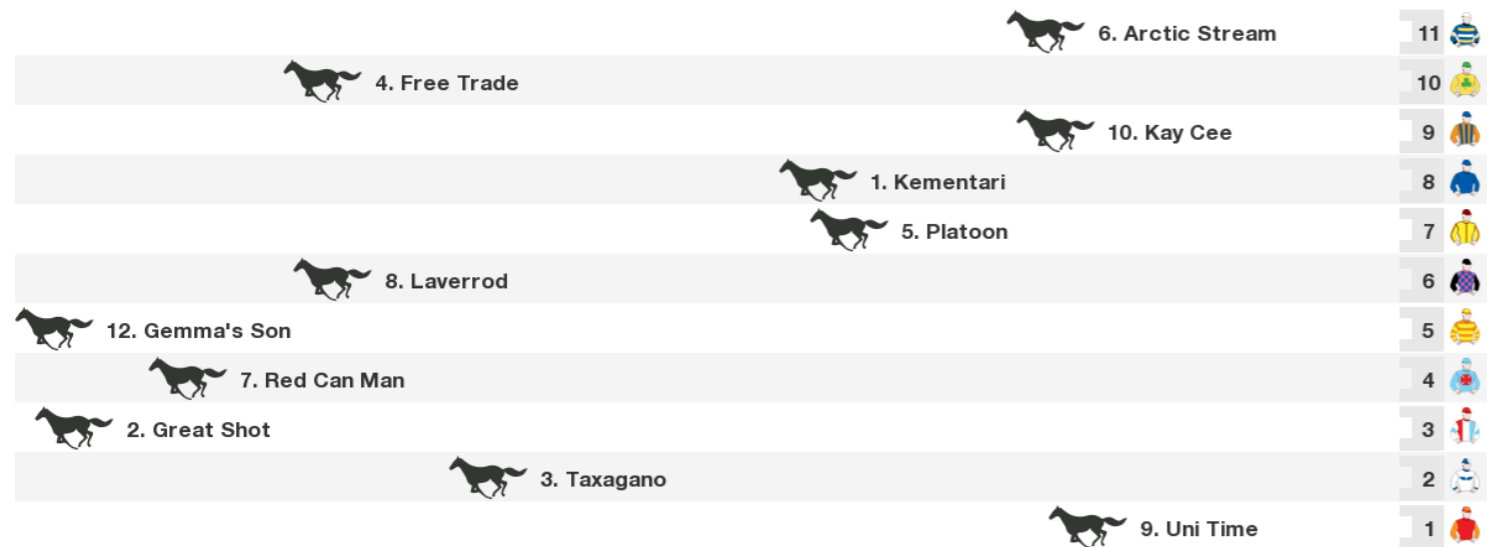 6. Arctic Stream 11
4. Free Trade 10
10. Kay Cee 9
1. Kementari 8
5. Platoon 7
8. Laverrod 6
12. Gemma's Son 5
7. Red Can Man 4
2. Great Shot 3
3. Taxagano 2
9. Uni Time 1